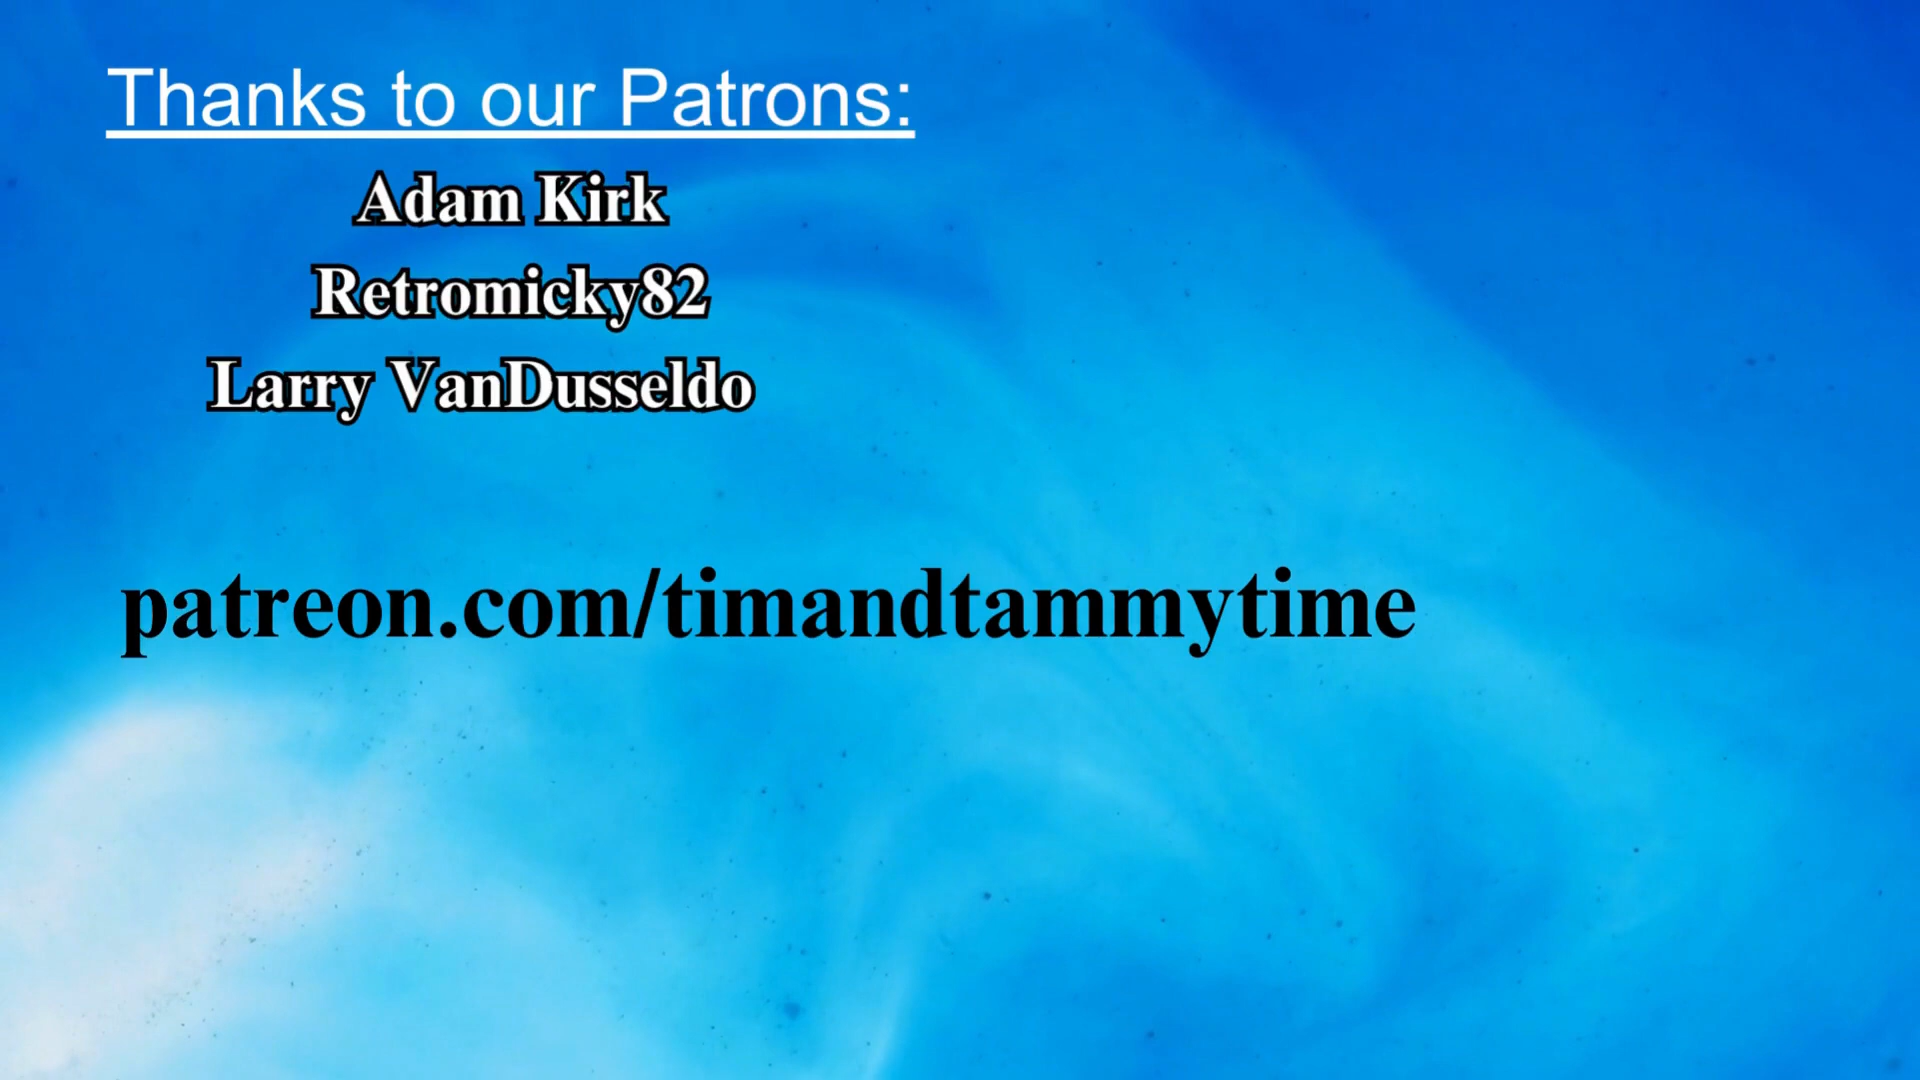 Thanks to our Patrons:
Adam Kirk
Retromicky82
Larry VanDusseldo
patreon.com/timandtammytime